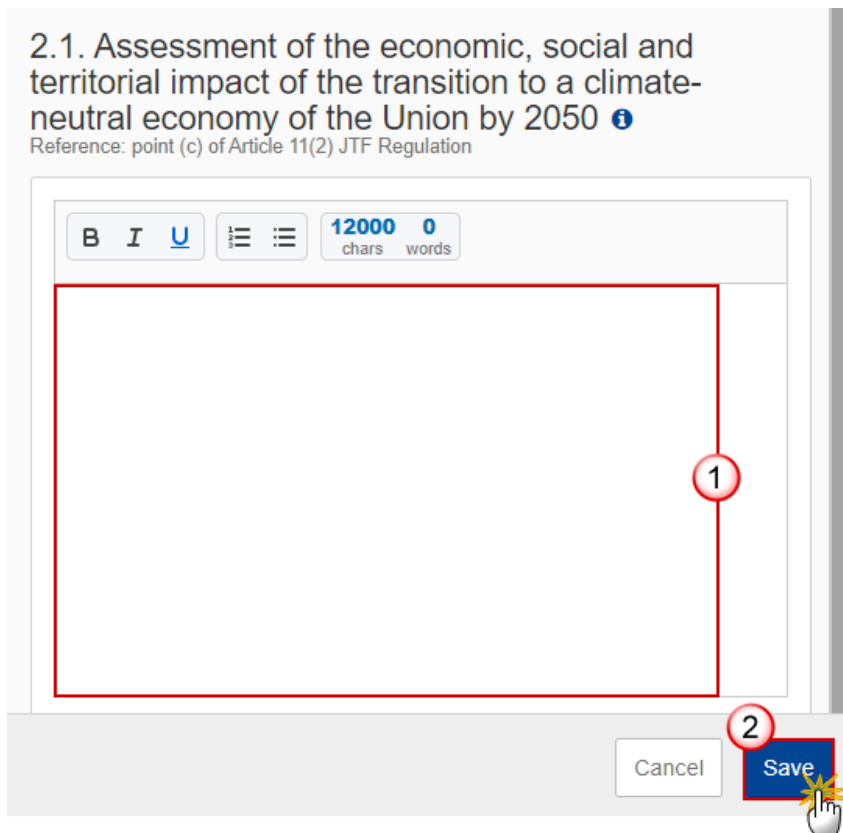 2.1. Assessment of the economic, social and
territorial impact of the transition to a climate-
neutral economy of the Union by 2050
Reference: point (c) of Article 11(2) JTF Regulation
B I U 12000 0
chars words
1
2
Cancel Save